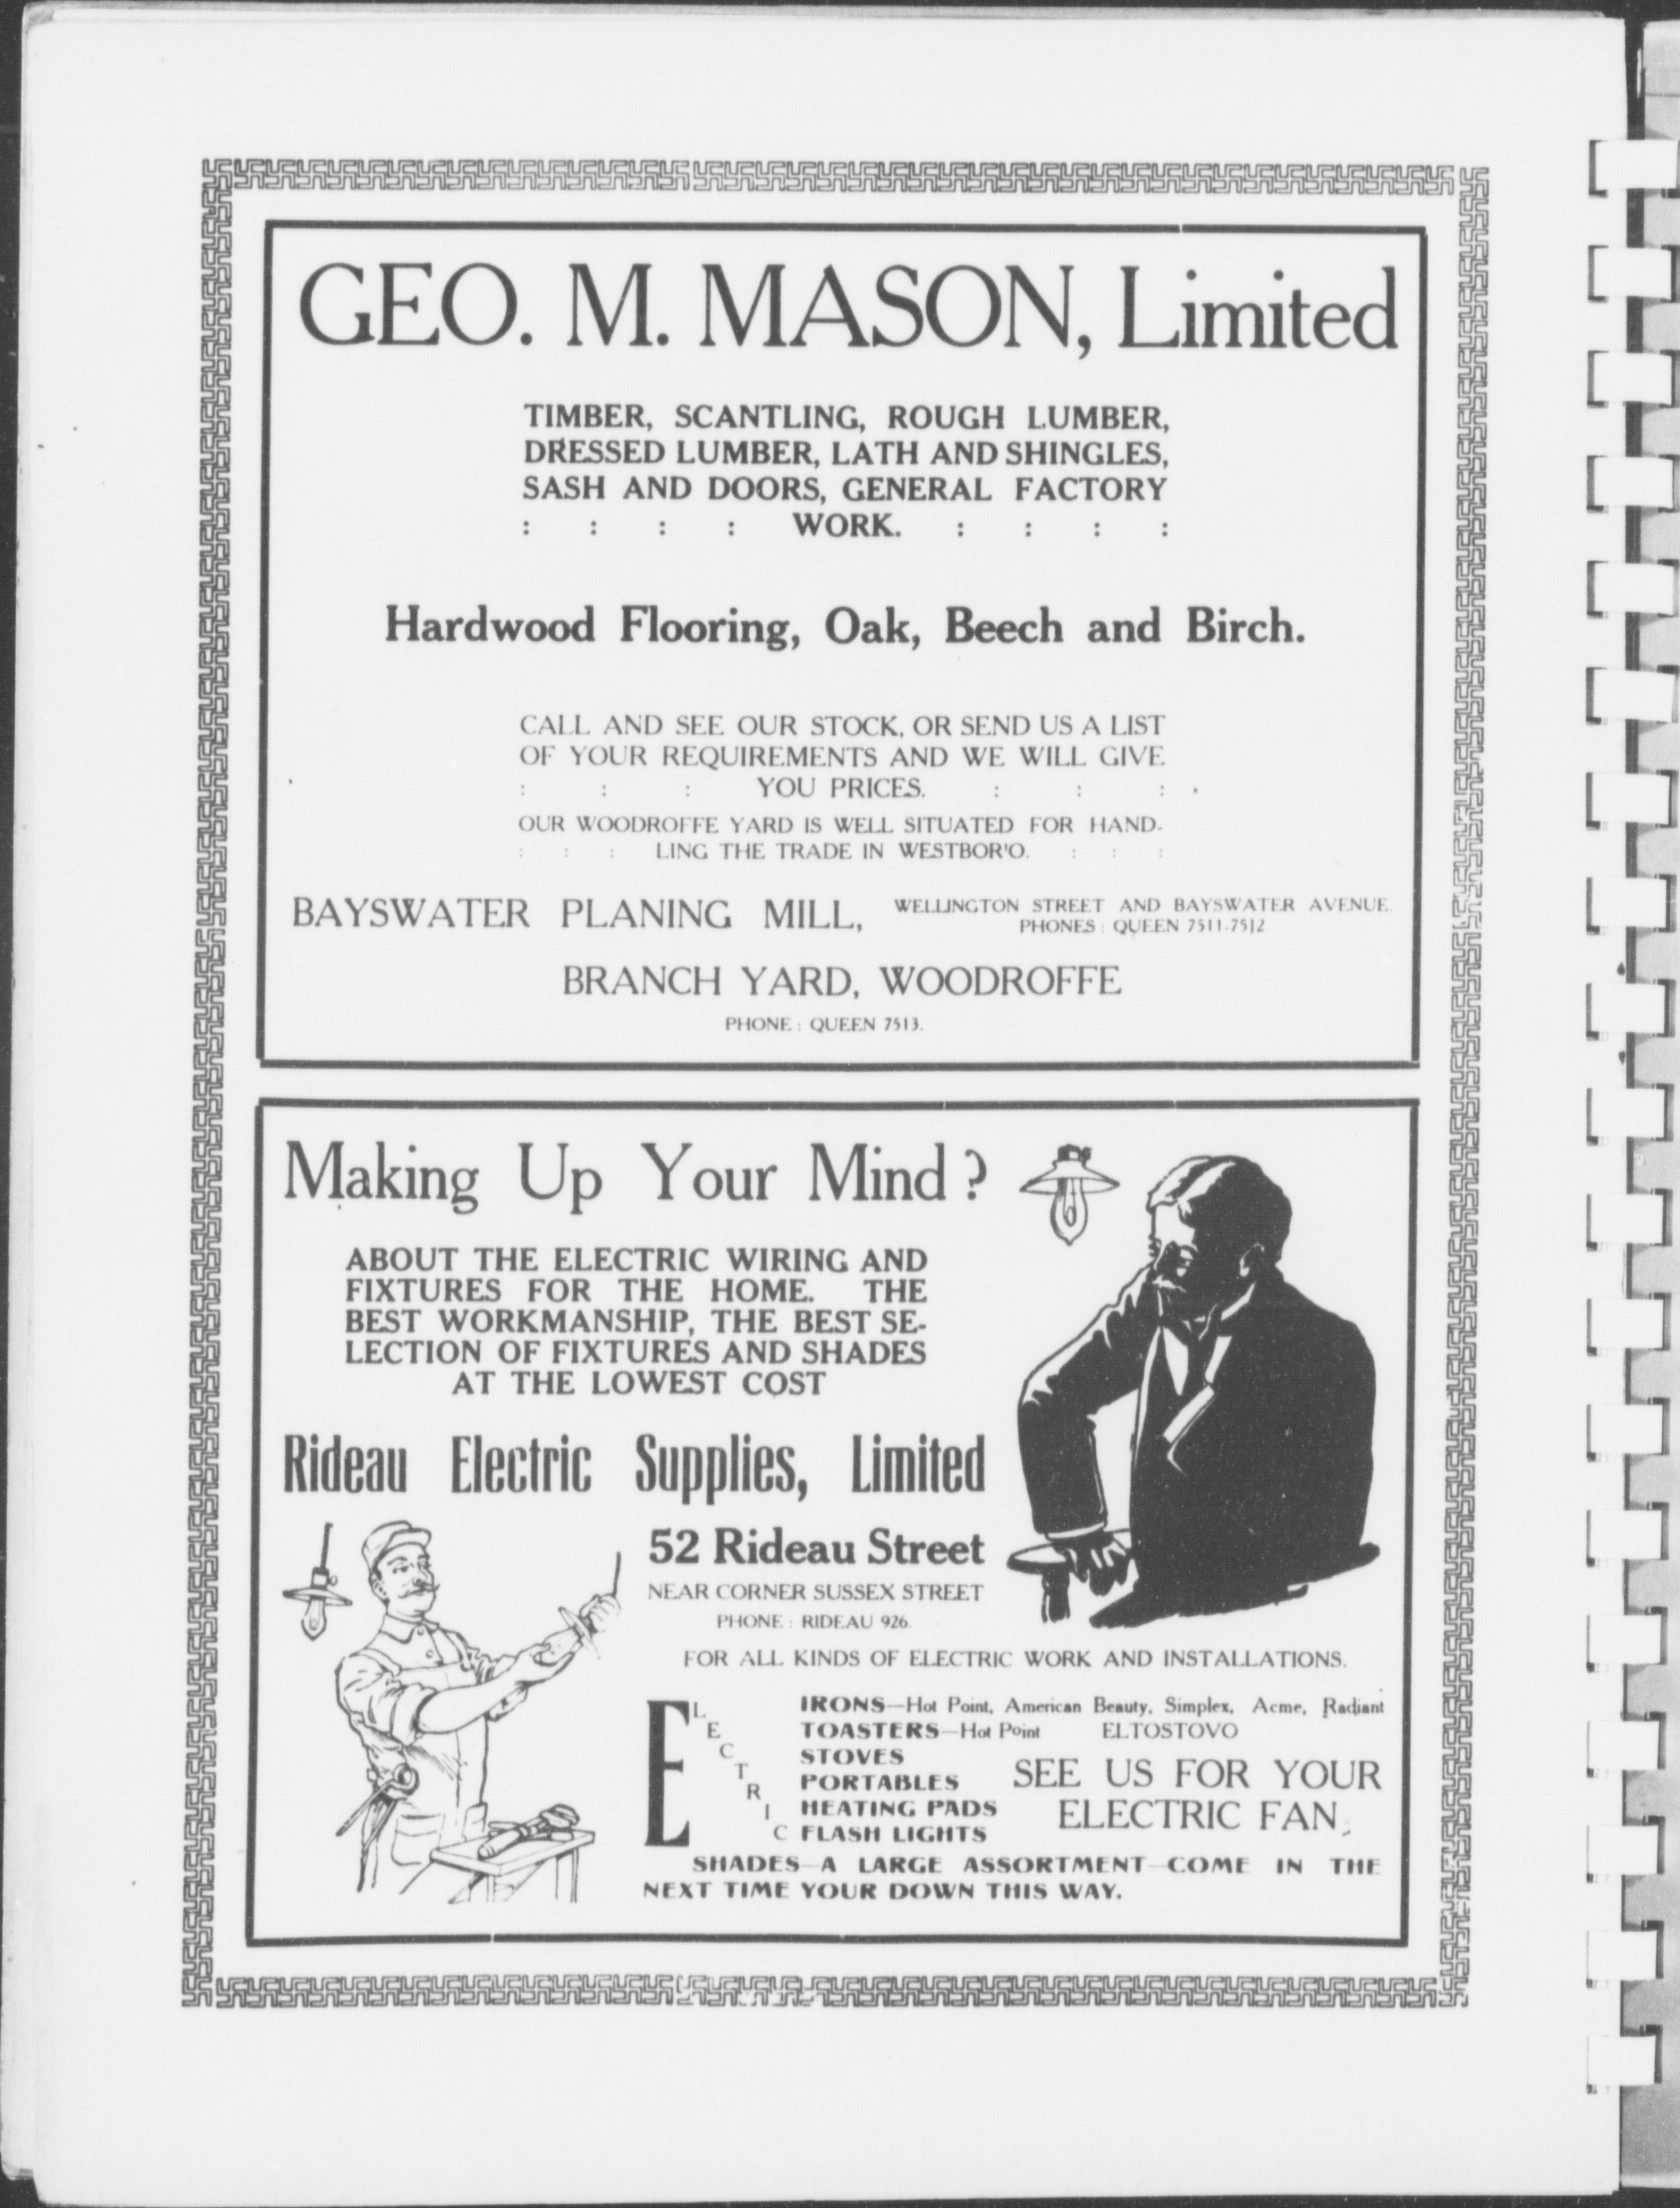 GEO. M. MASON, Limited
TIMBER, SCANTLING, ROUGH LUMBER,
DRESSED LUMBER, LATH AND SHINGLES,
SASH AND DOORS, GENERAL FACTORY
: : : : WORK. : : : :
Hardwood Flooring, Oak, Beech and Birch.
CALL AND SEE OUR STOCK, OR SEND US A LIST
OF YOUR REQUIREMENTS AND WE WILL GIVE
: : : YOU PRICES. : : :
OUR WOODROFFE YARD IS WELL SITUATED FOR HAND-
: : : LING THE TRADE IN WESTBOR'O. : : :
BAYSWATER PLANING MILL, WELLINGTON STREET AND BAYSWATER AVENUE.
PHONES : QUEEN 7511-7512
BRANCH YARD, WOODROFFE
PHONE : QUEEN 7513.
Making Up Your Mind ?
ABOUT THE ELECTRIC WIRING AND
FIXTURES FOR THE HOME. THE
BEST WORKMANSHIP, THE BEST SE-
LECTION OF FIXTURES AND SHADES
AT THE LOWEST COST
Rideau Electric Supplies, Limited
52 Rideau Street
NEAR CORNER SUSSEX STREET
PHONE : RIDEAU 926.
FOR ALL KINDS OF ELECTRIC WORK AND INSTALLATIONS.
ELECTRIC
IRONS—Hot Point, American Beauty, Simplex, Acme, Radiant
TOASTERS—Hot Point ELTOSTOVO
STOVES
PORTABLES
HEATING PADS
FLASH LIGHTS
SEE US FOR YOUR
ELECTRIC FAN
SHADES—A LARGE ASSORTMENT—COME IN THE
NEXT TIME YOUR DOWN THIS WAY.